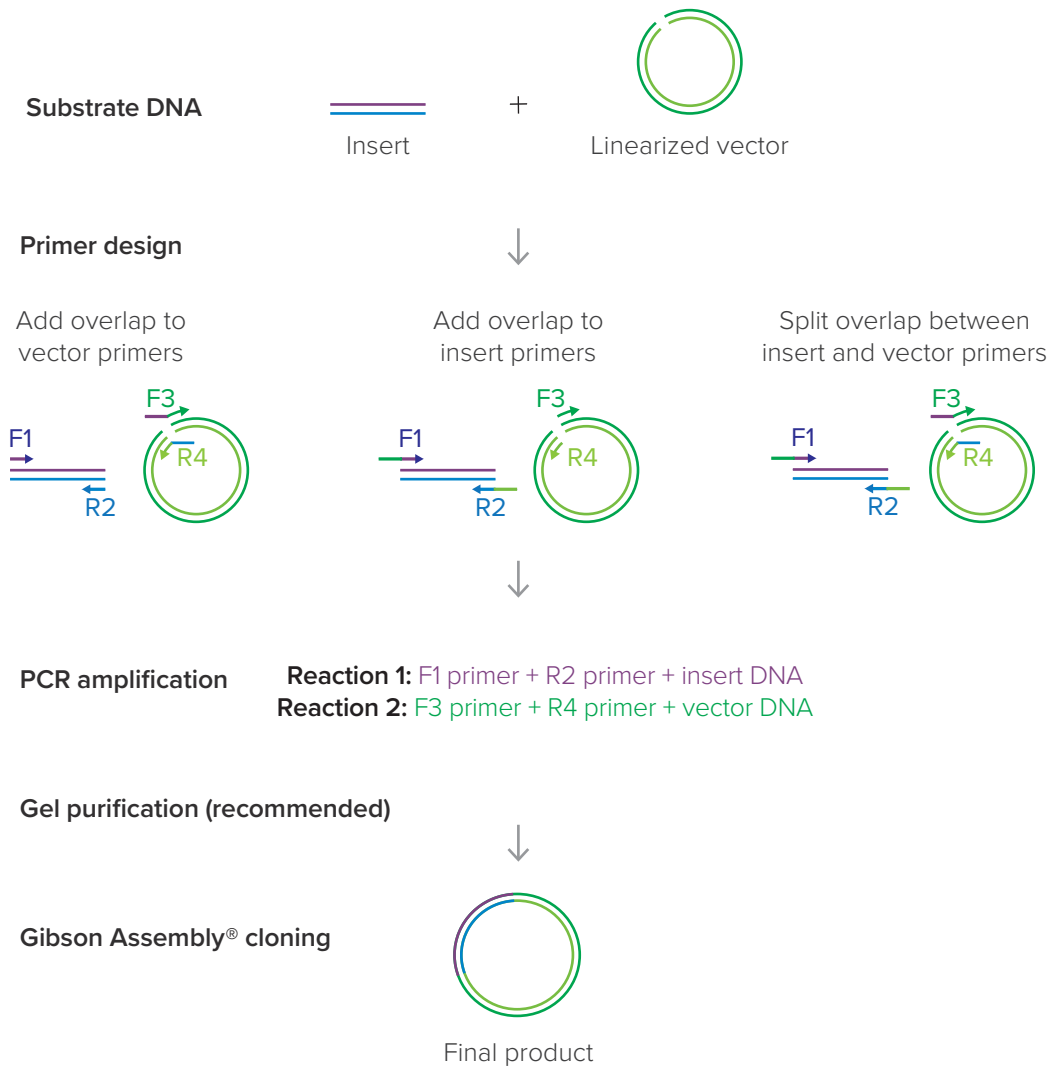 Substrate DNA
+
Insert
Linearized vector
Primer design
Add overlap to
vector primers
Add overlap to
insert primers
Split overlap between
insert and vector primers
F3
F1
R4
R2
F3
F1
R4
R2
F3
F1
R4
R2
PCR amplification
Reaction 1: F1 primer + R2 primer + insert DNA
Reaction 2: F3 primer + R4 primer + vector DNA
Gel purification (recommended)
Gibson Assembly® cloning
Final product